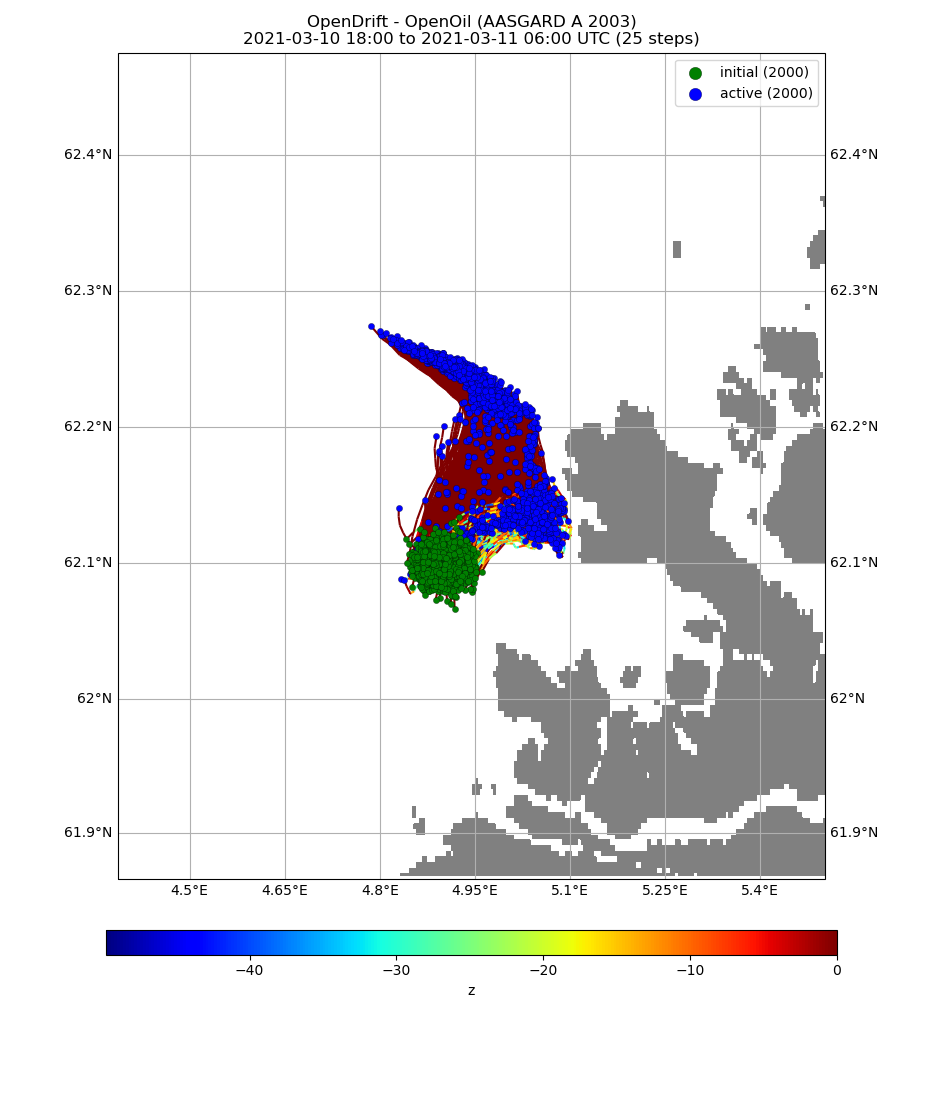 OpenDrift - OpenOil (AASGARD A 2003)
2021-03-10 18:00 to 2021-03-11 06:00 UTC (25 steps)
initial (2000)
active (2000)
62.4°N 62.4°N
62.3°N 62.3°N
62.2°N 62.2°N
62.1°N 62.1°N
62°N 62°N
61.9°N 61.9°N
4.5°E 4.65°E 4.8°E 4.95°E 5.1°E 5.25°E 5.4°E
−40 −30 −20 −10 0
z